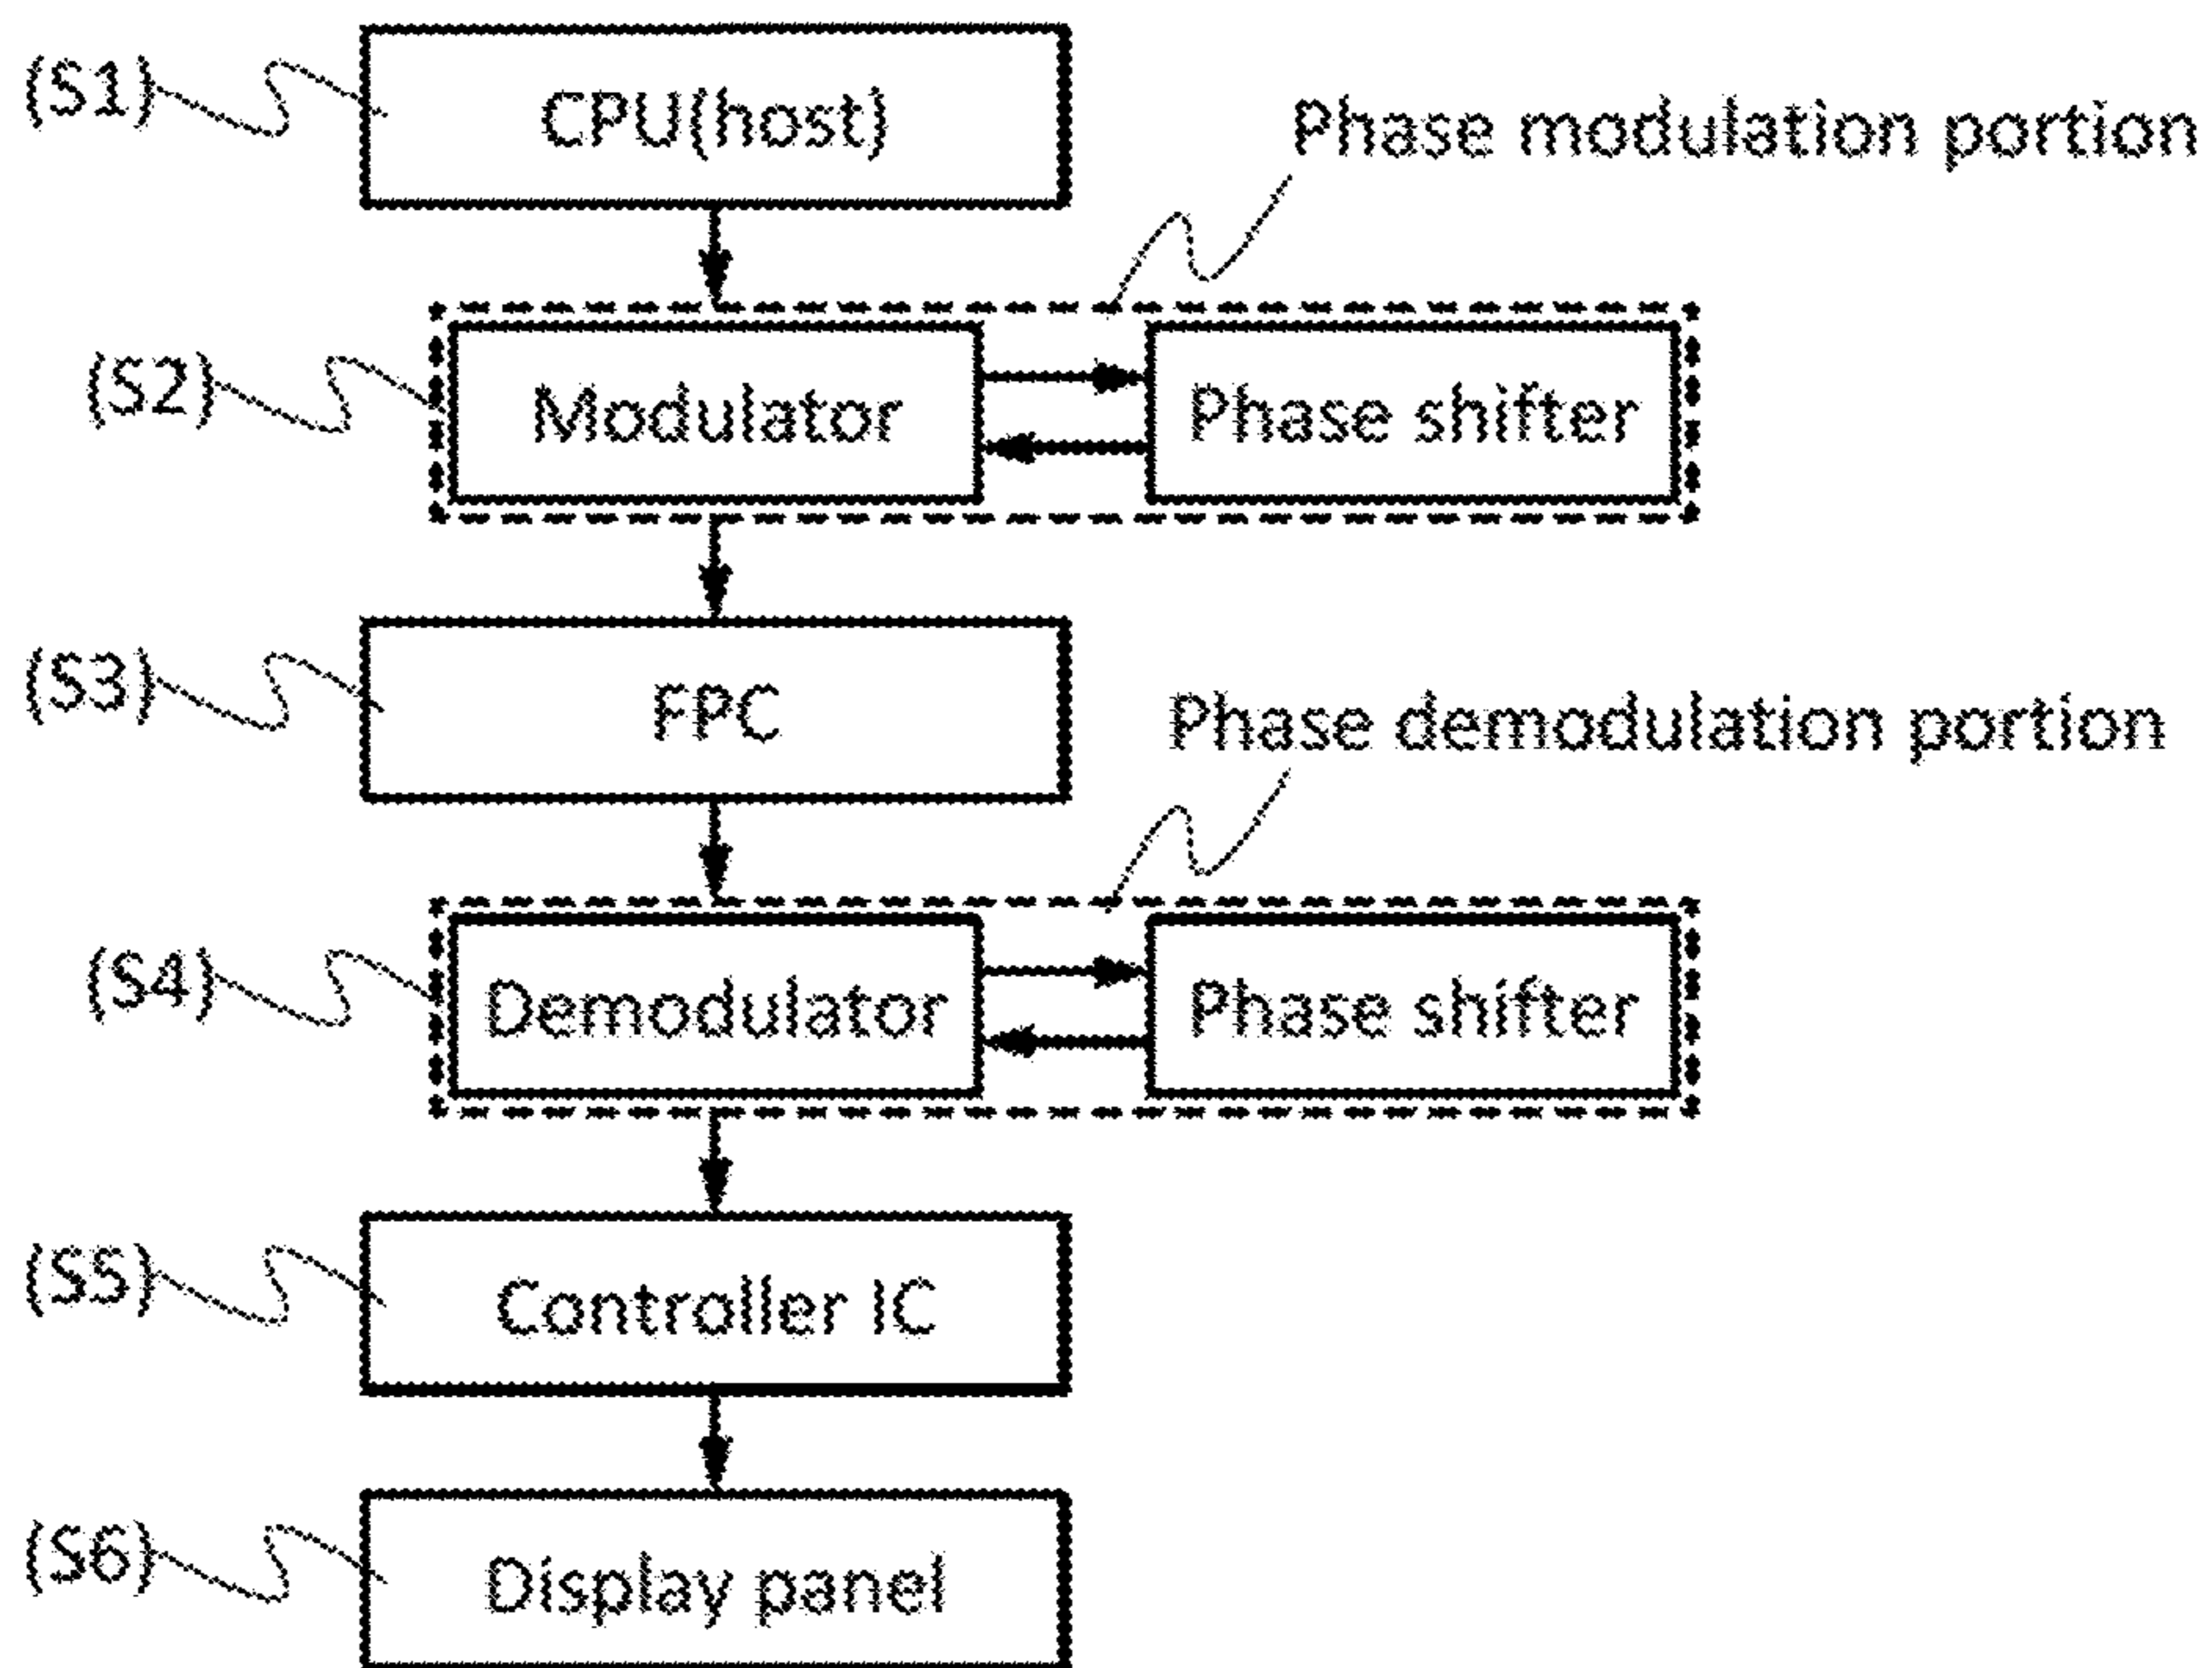 (S1)
CPU(host)
Phase modulation portion
(S2)
Modulator
Phase shifter
(S3)
FPC
Phase demodulation portion
(S4)
Demodulator
Phase shifter
(S5)
Controller IC
(S6)
Display panel